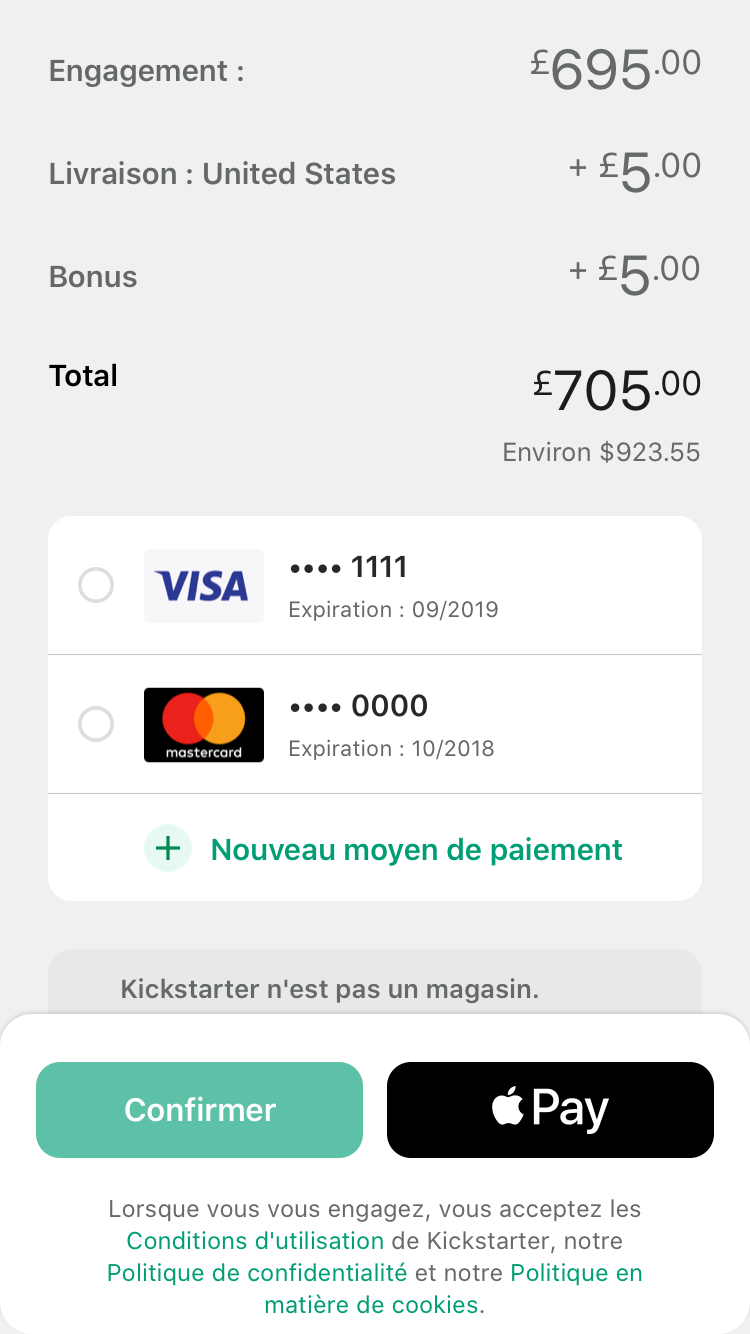 Engagement : £695.00
Livraison : United States + £5.00
Bonus + £5.00
Total £705.00
Environ $923.55
VISA •••• 1111
Expiration : 09/2019
mastercard •••• 0000
Expiration : 10/2018
+ Nouveau moyen de paiement
Kickstarter n'est pas un magasin.
Confirmer Pay
Lorsque vous vous engagez, vous acceptez les
Conditions d'utilisation de Kickstarter, notre
Politique de confidentialité et notre Politique en
matière de cookies.